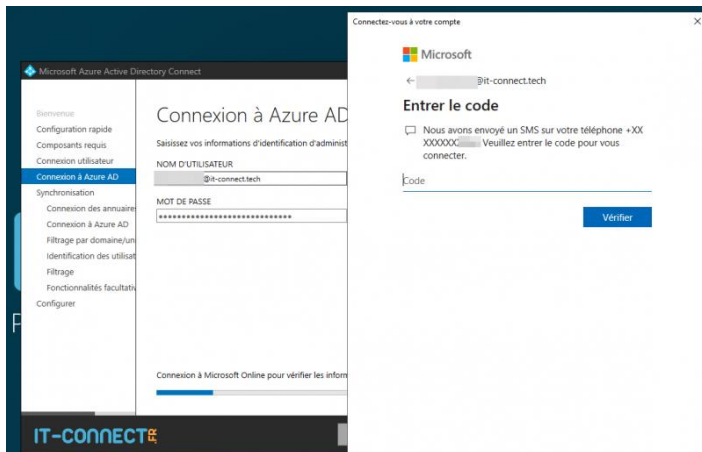 Microsoft Azure Active Directory Connect
Bienvenue
Configuration rapide
Composants requis
Connexion utilisateur
Connexion à Azure AD
Synchronisation
Connexion des annuaires
Connexion à Azure AD
Filtrage par domaine/un
Identification des utilisat
Filtrage
Fonctionnalités facultativ
Configurer
Connexion à Azure AD
Saisissez vos informations d'identification d'administ
NOM D'UTILISATEUR
@it-connect.tech
MOT DE PASSE
Connexion à Microsoft Online pour vérifier les inform
IT-CONNECT.FR
Connectez-vous à votre compte
Microsoft
@it-connect.tech
Entrer le code
Nous avons envoyé un SMS sur votre téléphone +XX
XXXXXXX Veuillez entrer le code pour vous
connecter.
Code
Vérifier